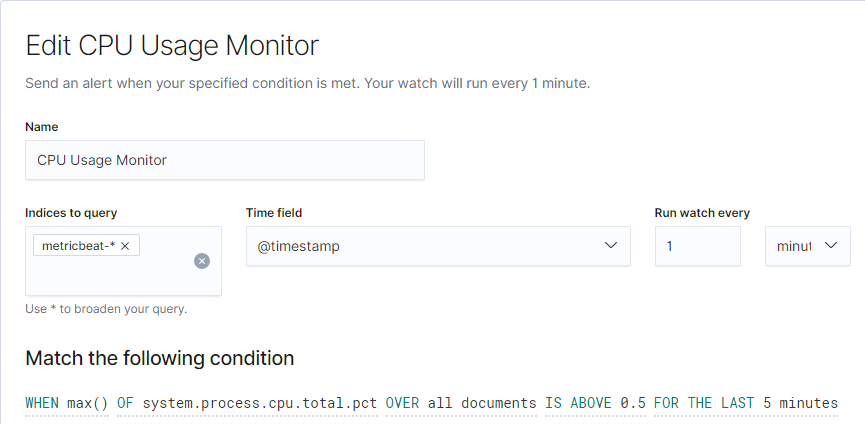 Edit CPU Usage Monitor
Send an alert when your specified condition is met. Your watch will run every 1 minute.
Name
CPU Usage Monitor
Indices to query Time field Run watch every
metricbeat-* @timestamp 1 minut
Use * to broaden your query.
Match the following condition
WHEN max() OF system.process.cpu.total.pct OVER all documents IS ABOVE 0.5 FOR THE LAST 5 minutes